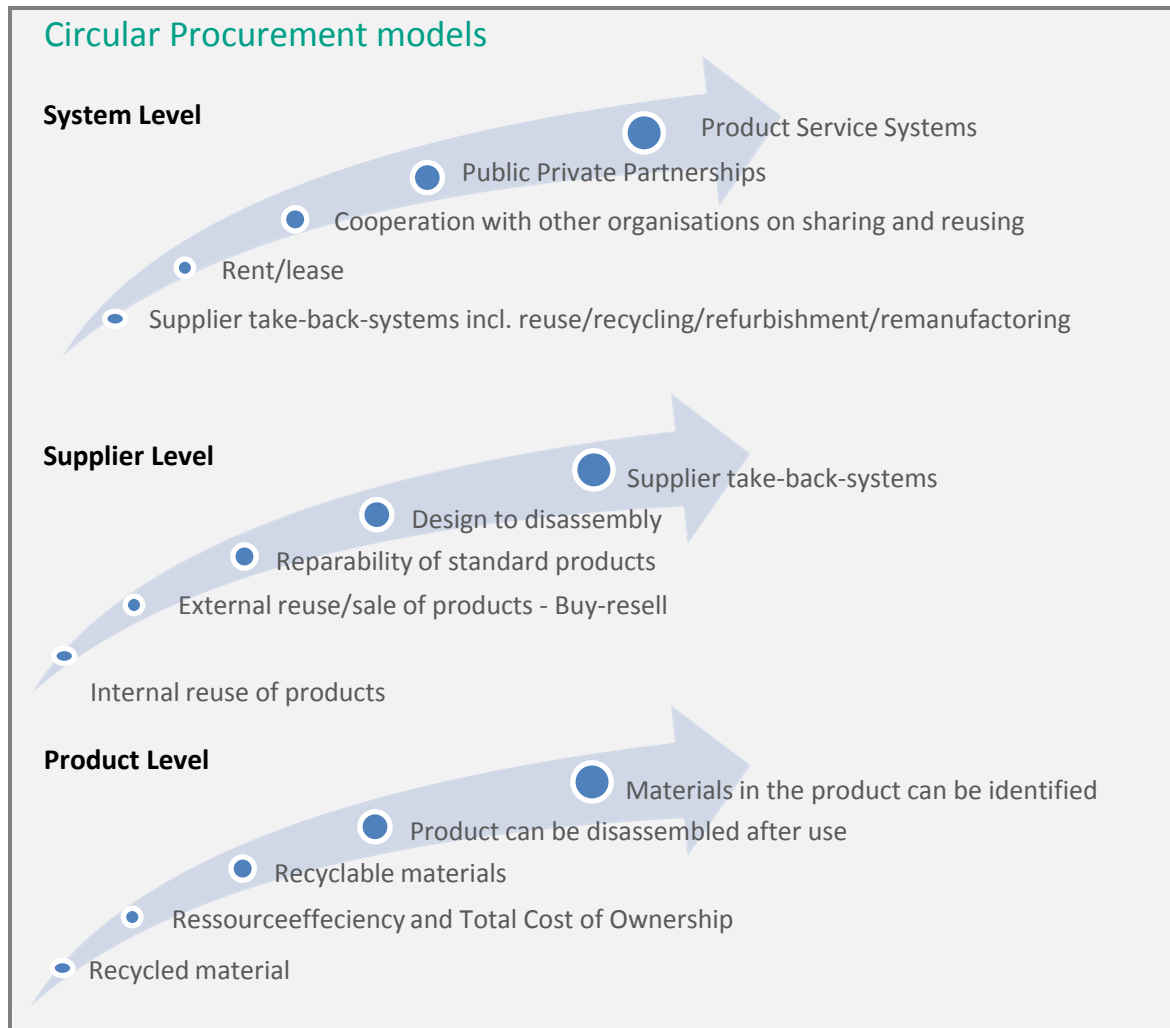 Circular Procurement models
System Level
Product Service Systems
Public Private Partnerships
Cooperation with other organisations on sharing and reusing
Rent/lease
Supplier take-back-systems incl. reuse/recycling/refurbishment/remanufactoring
Supplier Level
Supplier take-back-systems
Design to disassembly
Reparability of standard products
External reuse/sale of products - Buy-resell
Internal reuse of products
Product Level
Materials in the product can be identified
Product can be disassembled after use
Recyclable materials
Ressourceeffeciency and Total Cost of Ownership
Recycled material